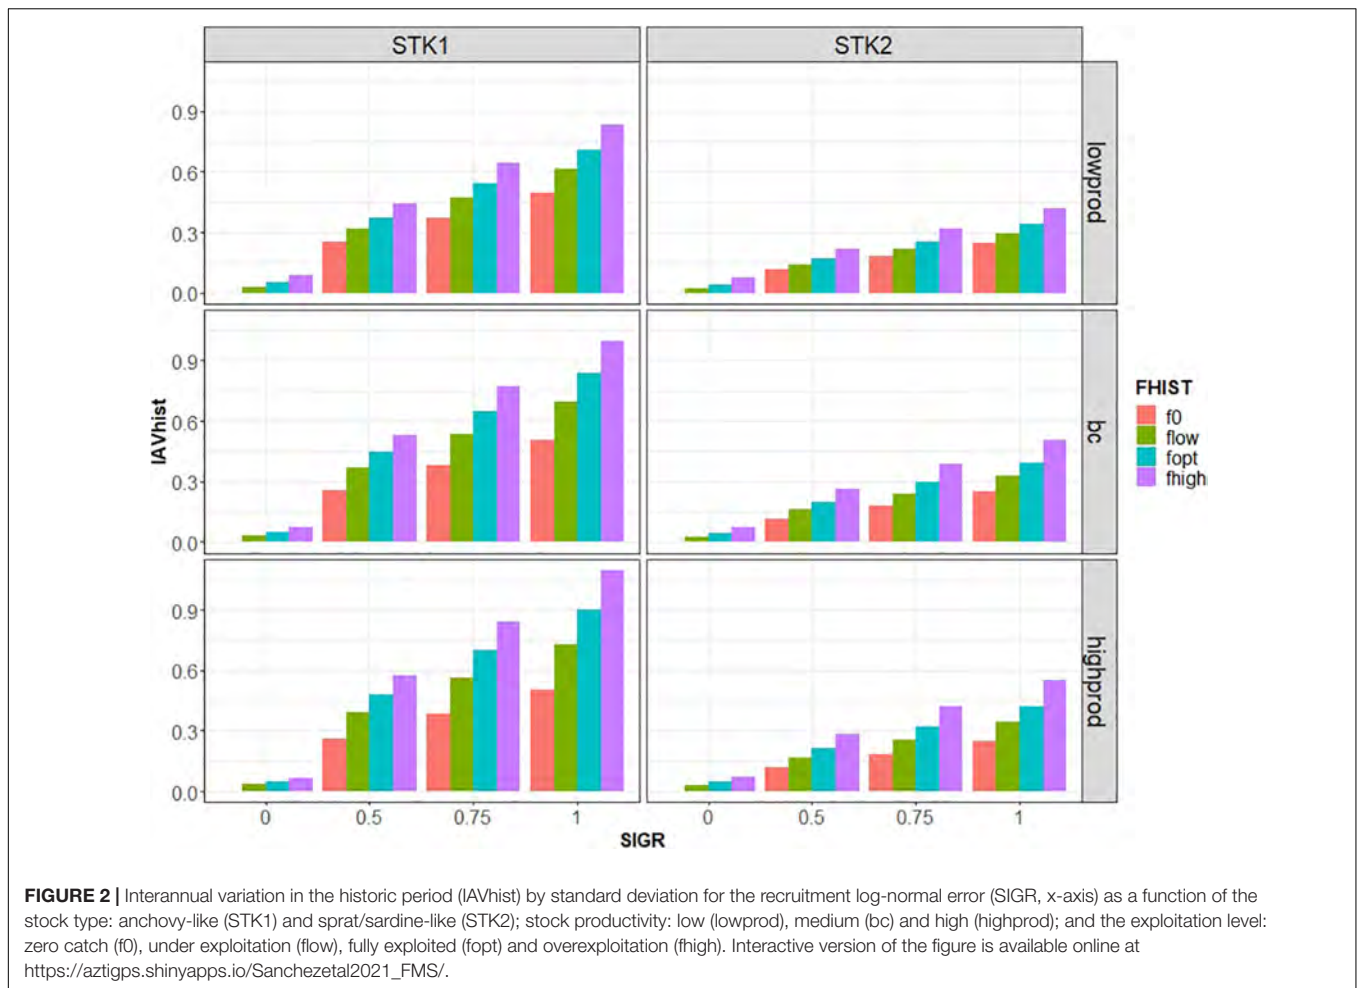 STK1
STK2
0.9
0.6
0.3
0.0
lowprod
0.9
0.6
0.3
0.0
bc
0.9
0.6
0.3
0.0
highprod
IAVhist
0
0.5
0.75
1
0
0.5
0.75
1
SIGR
FHIST
f0
flow
fopt
fhigh
FIGURE 2 | Interannual variation in the historic period (IAVhist) by standard deviation for the recruitment log-normal error (SIGR, x-axis) as a function of the
stock type: anchovy-like (STK1) and sprat/sardine-like (STK2); stock productivity: low (lowprod), medium (bc) and high (highprod); and the exploitation level:
zero catch (f0), under exploitation (flow), fully exploited (fopt) and overexploitation (fhigh). Interactive version of the figure is available online at
https://aztigps.shinyapps.io/Sanchezetal2021_FMS/.